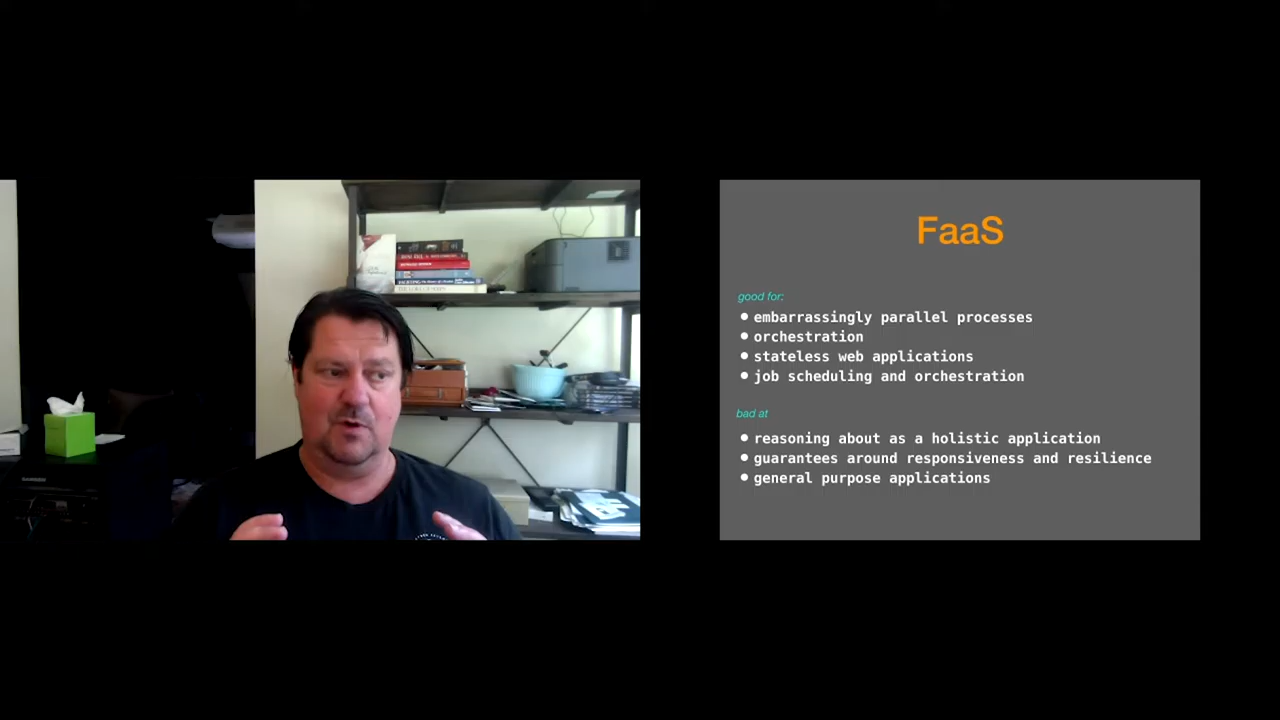 FaaS
good for:
embarrassingly parallel processes
orchestration
stateless web applications
job scheduling and orchestration
bad at
reasoning about as a holistic application
guarantees around responsiveness and resilience
general purpose applications
SAMSUNG